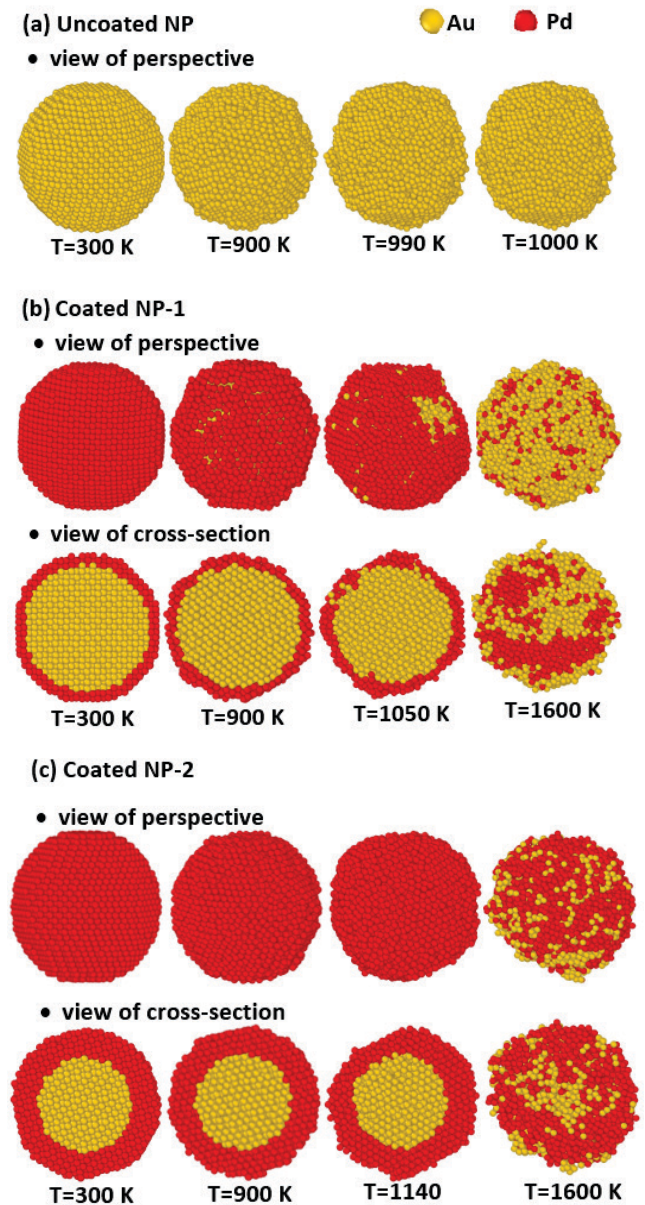 (a) Uncoated NP
Au
Pd
• view of perspective
T=300 K
T=900 K
T=990 K
T=1000 K
(b) Coated NP-1
• view of perspective
• view of cross-section
T=300 K
T=900 K
T=1050 K
T=1600 K
(c) Coated NP-2
• view of perspective
• view of cross-section
T=300 K
T=900 K
T=1140
T=1600 K